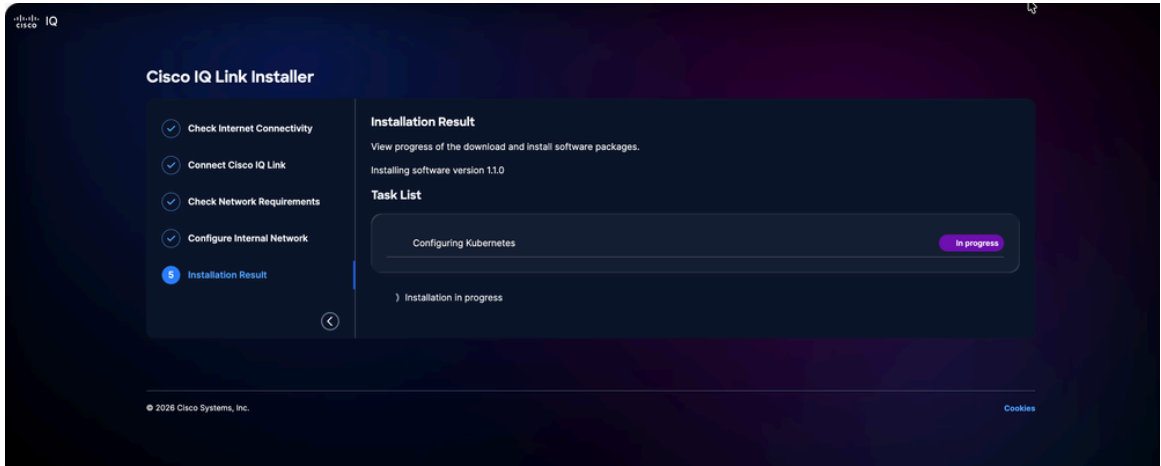 cisco IQ
Cisco IQ Link Installer
Check Internet Connectivity
Connect Cisco IQ Link
Check Network Requirements
Configure Internal Network
5 Installation Result
Installation Result
View progress of the download and install software packages.
Installing software version 1.1.0
Task List
Configuring Kubernetes In progress
Installation in progress
© 2026 Cisco Systems, Inc. Cookies